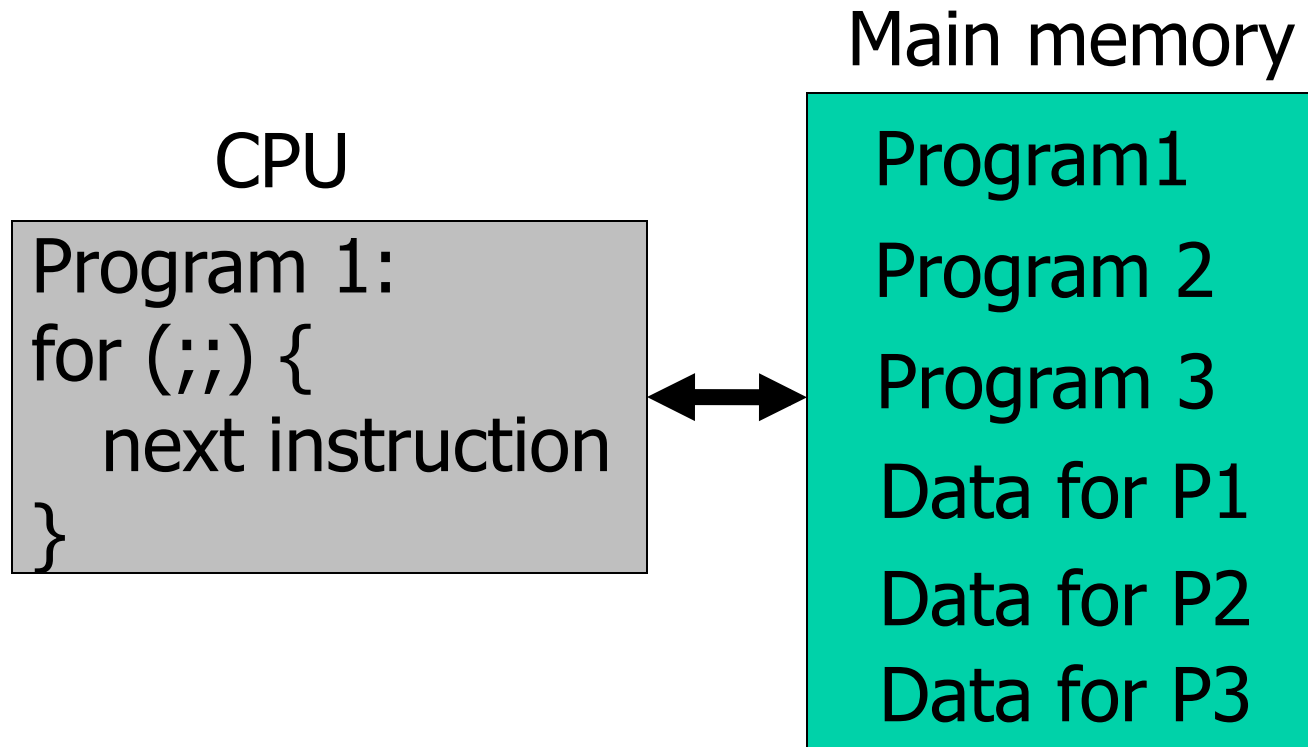 Main memory
CPU
Program 1:
for (;;) {
next instruction
}
Program1
Program 2
Program 3
Data for P1
Data for P2
Data for P3